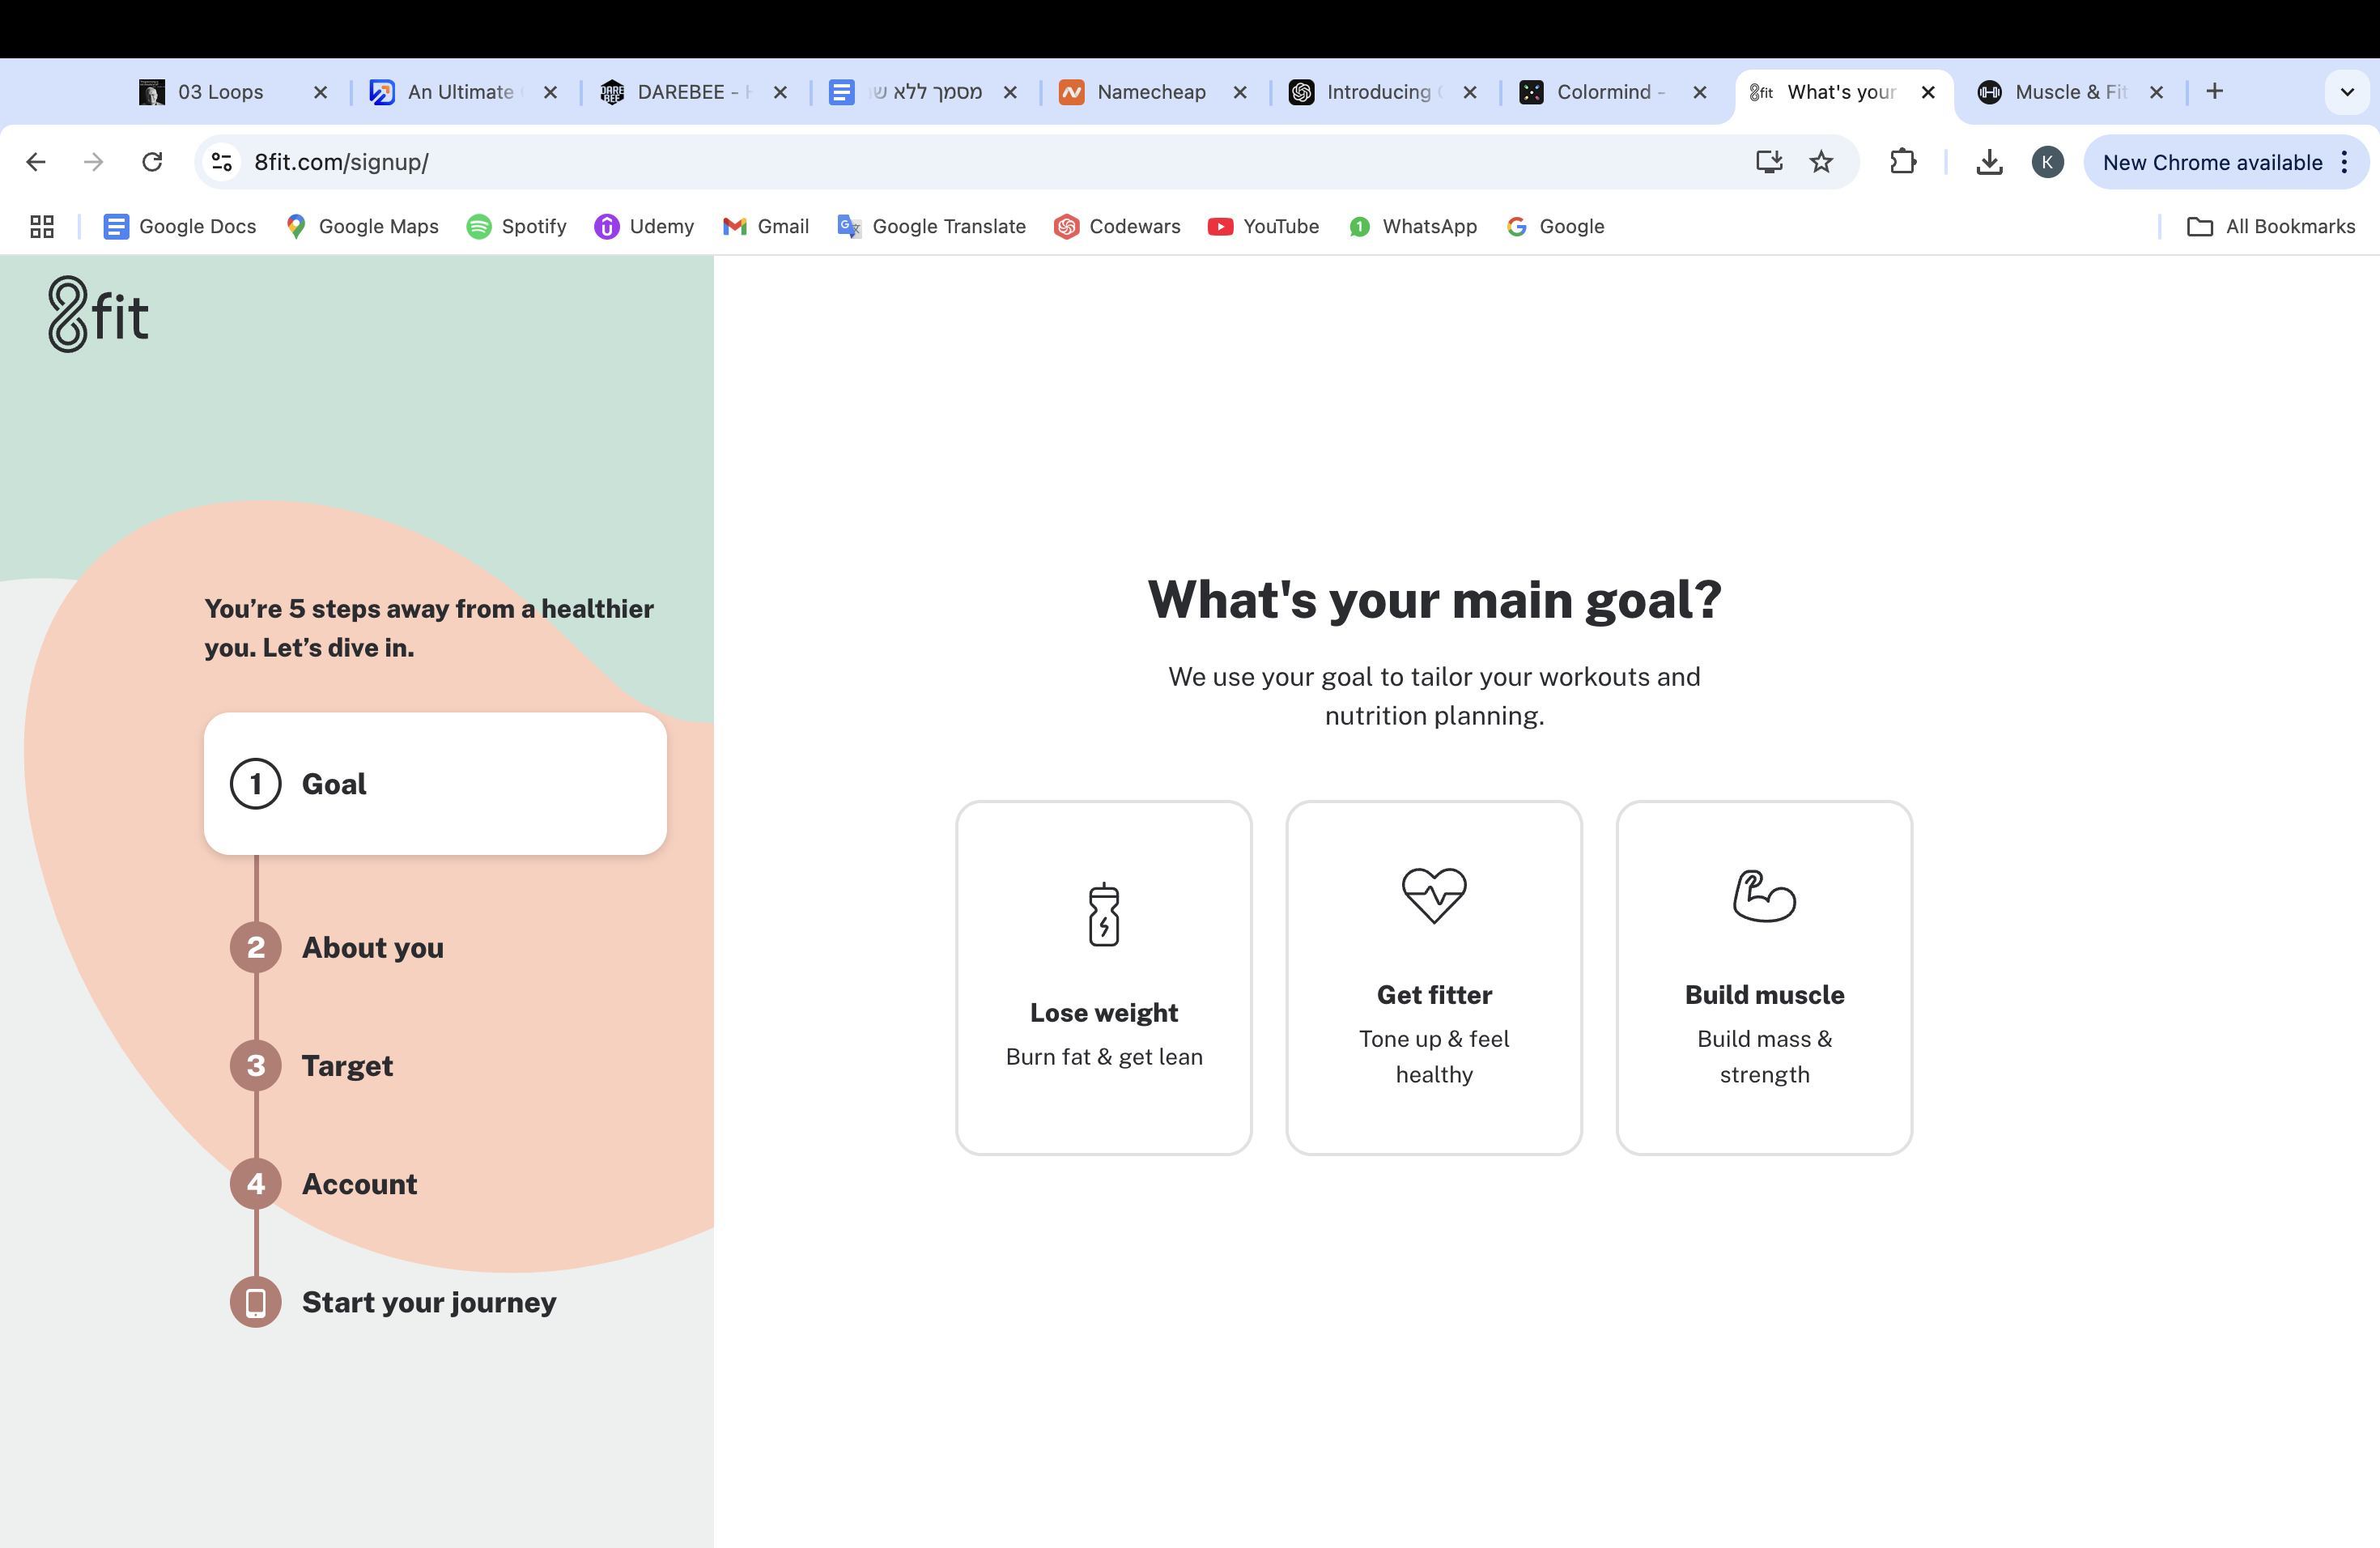 03 Loops
An Ultimate
DAREBEE -
מסמך ללא
Namecheap
Introducing
Colormind -
8fit
What's your
Muscle & Fit
8fit.com/signup/
K
New Chrome available
Google Docs
Google Maps
Spotify
Udemy
Gmail
Google Translate
Codewars
YouTube
1
WhatsApp
Google
All Bookmarks
8fit
You’re 5 steps away from a healthier
you. Let’s dive in.
1 Goal
2 About you
3 Target
4 Account
Start your journey
What's your main goal?
We use your goal to tailor your workouts and
nutrition planning.
Lose weight
Burn fat & get lean
Get fitter
Tone up & feel
healthy
Build muscle
Build mass &
strength